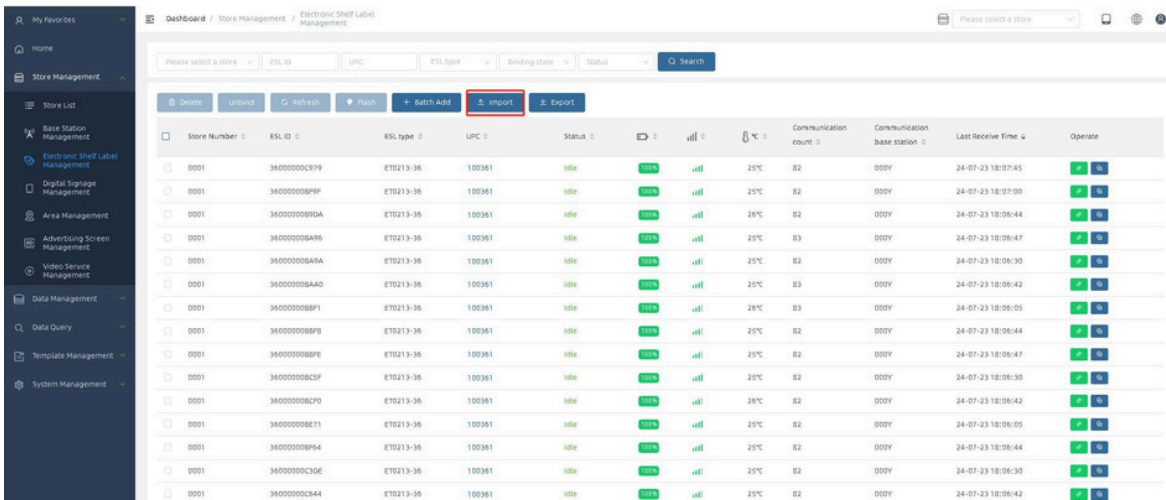 My Favorites
Dashboard / Store Management / Electronic Shelf Label Management
Please select a store
Home
Please select a store ESL ID UPC ESL type Binding state Status Search
Store Management
Delete Unbind Refresh Flash + Batch Add Import Export
Store List
Base Station Management
Electronic Shelf Label Management
Digital Signage Management
Area Management
Advertising Screen Management
Video Service Management
Data Management
Data Query
Template Management
System Management
Store Number ESL ID ESL type UPC Status Communication count Communication base station Last Receive Time Operate
0001 36000000C979 ET0213-36 100361 Idle 100% 25℃ 82 000Y 24-07-23 18:07:45
0001 36000000BF9F ET0213-36 100361 Idle 100% 25℃ 82 000Y 24-07-23 18:07:00
0001 ET0213-36 100361 Idle 100% 26℃ 82 000Y 24-07-23 18:06:44
0001 36000000BA96 ET0213-36 100361 Idle 100% 25℃ 83 000Y 24-07-23 18:06:47
0001 ET0213-36 100361 Idle 100% 25℃ 82 000Y 24-07-23 18:06:30
0001 ET0213-36 100361 Idle 100% 25℃ 83 000Y 24-07-23 18:06:42
0001 ET0213-36 100361 Idle 100% 26℃ 83 000Y 24-07-23 18:06:05
0001 ET0213-36 100361 Idle 100% 25℃ 82 000Y 24-07-23 18:06:44
0001 ET0213-36 100361 Idle 100% 25℃ 82 000Y 24-07-23 18:06:47
0001 36000000BC5F ET0213-36 100361 Idle 100% 25℃ 82 000Y 24-07-23 18:06:30
0001 36000000BCF0 ET0213-36 100361 Idle 100% 26℃ 82 000Y 24-07-23 18:06:42
0001 36000000BE71 ET0213-36 100361 Idle 100% 25℃ 82 000Y 24-07-23 18:06:05
0001 36000000BF64 ET0213-36 100361 Idle 100% 25℃ 82 000Y 24-07-23 18:06:44
0001 36000000C3DE ET0213-36 100361 Idle 100% 25℃ 82 000Y 24-07-23 18:06:30
0001 36000000C644 ET0213-36 100361 Idle 100% 25℃ 82 000Y 24-07-23 18:06:42